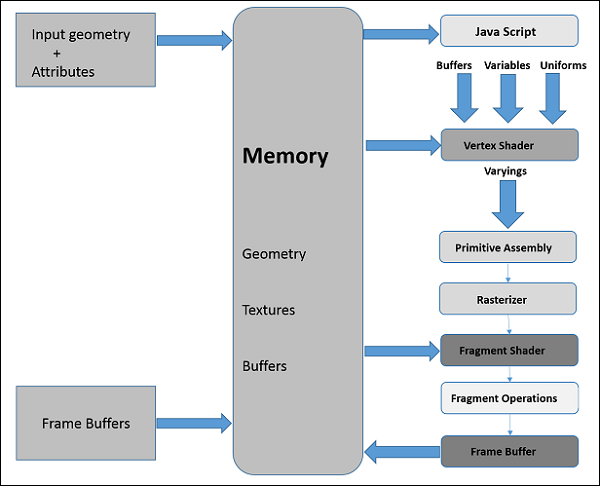 Input geometry
+
Attributes
Frame Buffers
Memory
Geometry
Textures
Buffers
Java Script
Buffers Variables Uniforms
Vertex Shader
Varyings
Primitive Assembly
Rasterizer
Fragment Shader
Fragment Operations
Frame Buffer